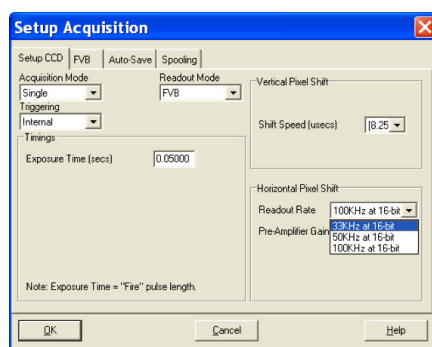 Setup Acquisition
Setup CCD
FVB
Auto-Save
Spooling
Acquisition Mode
Single
Readout Mode
FVB
Triggering
Internal
Timings
Exposure Time (secs)
0.05000
Note: Exposure Time = "Fire" pulse length.
Vertical Pixel Shift
Shift Speed (usecs)
[8.25
Horizontal Pixel Shift
Readout Rate
100KHz at 16-bit
33KHz at 16-bit
50KHz at 16-bit
100KHz at 16-bit
Pre-Amplifier Gain
OK
Cancel
Help